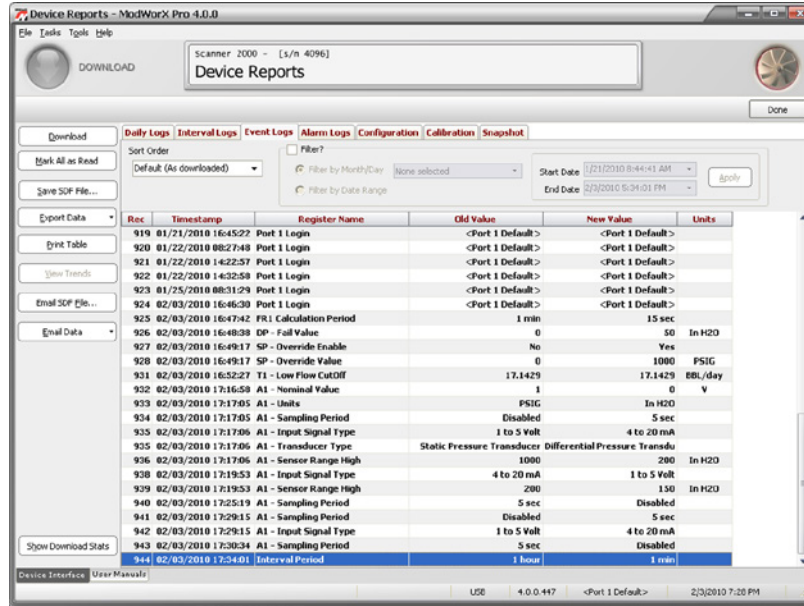 Device Reports - ModWorX Pro 4.0.0
File Tasks Tools Help
DOWNLOAD
Scanner 2000 - [s/n 4096]
Device Reports
Done
Download
Mark All as Read
Save SDF File...
Export Data
Print Table
View Trends
Email SDF File...
Email Data
Show Download Stats
Daily Logs Interval Logs Event Logs Alarm Logs Configuration Calibration Snapshot
Sort Order
Default (As downloaded)
Filter?
Filter by Month/Day None selected
Filter by Date Range
Start Date 1/21/2010 8:44:41 AM
End Date 2/3/2010 5:34:01 PM
Apply
Rec Timestamp Register Name Old Value New Value Units
919 01/21/2010 16:45:22 Port 1 Login <Port 1 Default> <Port 1 Default>
920 01/22/2010 08:27:48 Port 1 Login <Port 1 Default> <Port 1 Default>
921 01/22/2010 14:22:57 Port 1 Login <Port 1 Default> <Port 1 Default>
922 01/22/2010 14:32:58 Port 1 Login <Port 1 Default> <Port 1 Default>
923 01/25/2010 08:31:29 Port 1 Login <Port 1 Default> <Port 1 Default>
924 02/03/2010 16:46:30 Port 1 Login <Port 1 Default> <Port 1 Default>
925 02/03/2010 16:47:42 FR1 Calculation Period 1 min 15 sec
926 02/03/2010 16:48:38 DP - Fail Value 0 50 In H2O
927 02/03/2010 16:49:17 SP - Override Enable No Yes
928 02/03/2010 16:49:17 SP - Override Value 0 1000 PSIG
931 02/03/2010 16:52:27 T1 - Low Flow CutOff 17.1429 17.1429 BBL/day
932 02/03/2010 17:16:58 A1 - Nominal Value 1 0 V
933 02/03/2010 17:17:05 A1 - Units PSIG In H2O
934 02/03/2010 17:17:05 A1 - Sampling Period Disabled 5 sec
935 02/03/2010 17:17:06 A1 - Input Signal Type 1 to 5 Volt 4 to 20 mA
935 02/03/2010 17:17:06 A1 - Transducer Type Static Pressure Transducer Differential Pressure Transdu
936 02/03/2010 17:17:06 A1 - Sensor Range High 1000 200 In H2O
938 02/03/2010 17:19:53 A1 - Input Signal Type 4 to 20 mA 1 to 5 Volt
939 02/03/2010 17:19:53 A1 - Sensor Range High 200 150 In H2O
940 02/03/2010 17:25:19 A1 - Sampling Period 5 sec Disabled
941 02/03/2010 17:29:15 A1 - Sampling Period Disabled 5 sec
942 02/03/2010 17:29:15 A1 - Input Signal Type 1 to 5 Volt 4 to 20 mA
943 02/03/2010 17:30:34 A1 - Sampling Period 5 sec Disabled
944 02/03/2010 17:34:01 Interval Period 1 hour 1 min
Device Interface User Manuals
USB 4.0.0.447 <Port 1 Default> 2/3/2010 7:28 PM